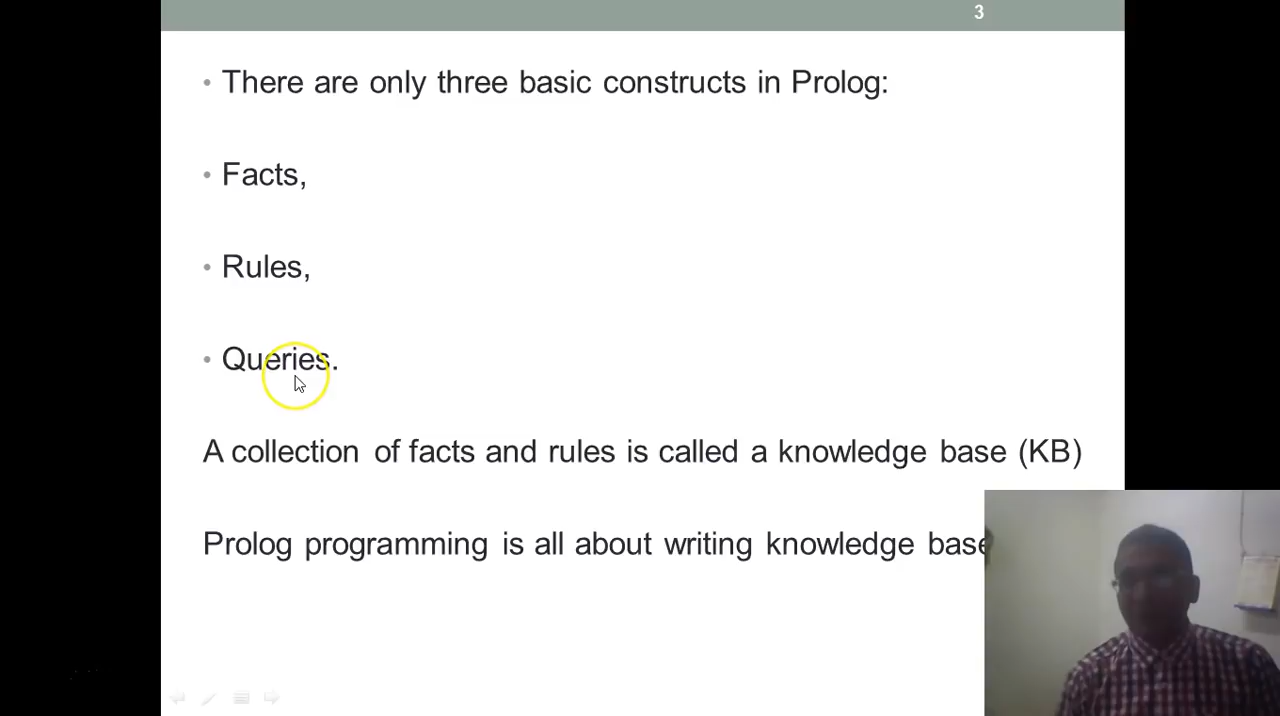 3
• There are only three basic constructs in Prolog:
• Facts,
• Rules,
• Queries.
A collection of facts and rules is called a knowledge base (KB)
Prolog programming is all about writing knowledge